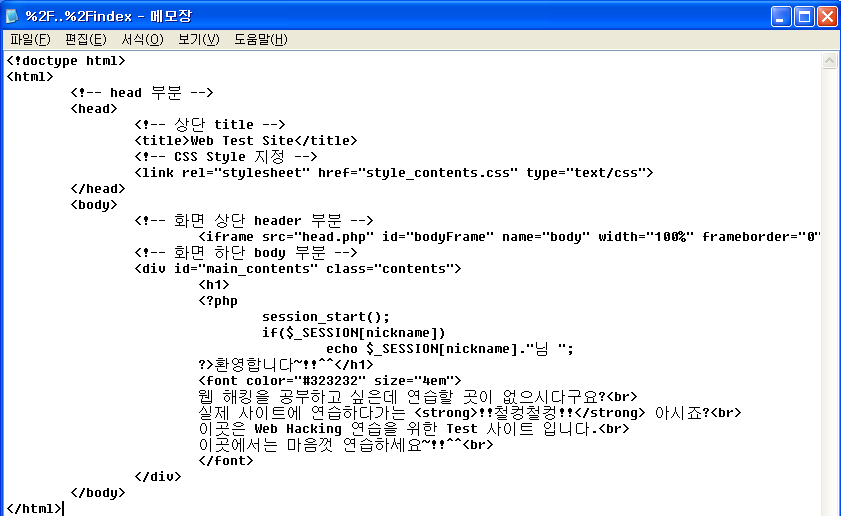 %2F..%2Findex - 메모장
파일(F) 편집(E) 서식(O) 보기(V) 도움말(H)
<!doctype html>
<html>
<!-- head 부분 -->
<head>
<!-- 상단 title -->
<title>Web Test Site</title>
<!-- CSS Style 지정 -->
<link rel="stylesheet" href="style_contents.css" type="text/css">
</head>
<body>
<!-- 화면 상단 header 부분 -->
<iframe src="head.php" id="bodyFrame" name="body" width="100%" frameborder="0"
<!-- 화면 하단 body 부분 -->
<div id="main_contents" class="contents">
<h1>
<?php
session_start();
if($_SESSION[nickname])
echo $_SESSION[nickname]."님 ";
?>환영합니다~!!^^</h1>
<font color="#323232" size="4em">
웹 해킹을 공부하고 싶은데 연습할 곳이 없으시다구요?<br>
실제 사이트에 연습하다가는 <strong>!!철컹철컹!!</strong> 아시죠?<br>
이곳은 Web Hacking 연습을 위한 Test 사이트 입니다.<br>
이곳에서는 마음껏 연습하세요~!!^^<br>
</font>
</div>
</body>
</html>